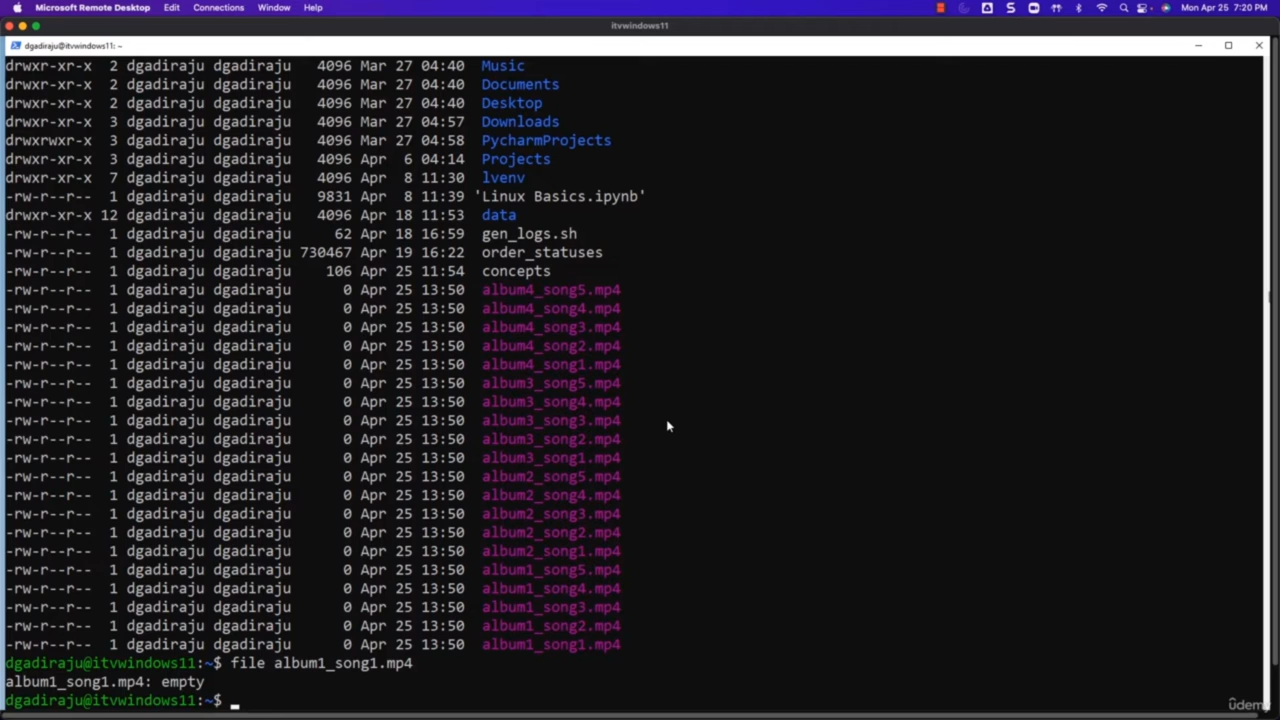 Microsoft Remote Desktop Edit Connections Window Help Mon Apr 25 7:20 PM
itvwindows11
dgadiraju@itvwindows11: ~
drwxr-xr-x 2 dgadiraju dgadiraju 4096 Mar 27 04:40 Music
drwxr-xr-x 2 dgadiraju dgadiraju 4096 Mar 27 04:40 Documents
drwxr-xr-x 2 dgadiraju dgadiraju 4096 Mar 27 04:40 Desktop
drwxr-xr-x 3 dgadiraju dgadiraju 4096 Mar 27 04:57 Downloads
drwxrwxr-x 3 dgadiraju dgadiraju 4096 Mar 27 04:58 PycharmProjects
drwxr-xr-x 3 dgadiraju dgadiraju 4096 Apr 6 04:14 Projects
drwxr-xr-x 7 dgadiraju dgadiraju 4096 Apr 8 11:30 lvenv
-rw-r--r-- 1 dgadiraju dgadiraju 9831 Apr 8 11:39 'Linux Basics.ipynb'
drwxr-xr-x 12 dgadiraju dgadiraju 4096 Apr 18 11:53 data
-rw-r--r-- 1 dgadiraju dgadiraju 62 Apr 18 16:59 gen_logs.sh
-rw-r--r-- 1 dgadiraju dgadiraju 730467 Apr 19 16:22 order_statuses
-rw-r--r-- 1 dgadiraju dgadiraju 106 Apr 25 11:54 concepts
-rw-r--r-- 1 dgadiraju dgadiraju 0 Apr 25 13:50 album4_song5.mp4
-rw-r--r-- 1 dgadiraju dgadiraju 0 Apr 25 13:50 album4_song4.mp4
-rw-r--r-- 1 dgadiraju dgadiraju 0 Apr 25 13:50 album4_song3.mp4
-rw-r--r-- 1 dgadiraju dgadiraju 0 Apr 25 13:50 album4_song2.mp4
-rw-r--r-- 1 dgadiraju dgadiraju 0 Apr 25 13:50 album4_song1.mp4
-rw-r--r-- 1 dgadiraju dgadiraju 0 Apr 25 13:50 album3_song5.mp4
-rw-r--r-- 1 dgadiraju dgadiraju 0 Apr 25 13:50 album3_song4.mp4
-rw-r--r-- 1 dgadiraju dgadiraju 0 Apr 25 13:50 album3_song3.mp4
-rw-r--r-- 1 dgadiraju dgadiraju 0 Apr 25 13:50 album3_song2.mp4
-rw-r--r-- 1 dgadiraju dgadiraju 0 Apr 25 13:50 album3_song1.mp4
-rw-r--r-- 1 dgadiraju dgadiraju 0 Apr 25 13:50 album2_song5.mp4
-rw-r--r-- 1 dgadiraju dgadiraju 0 Apr 25 13:50 album2_song4.mp4
-rw-r--r-- 1 dgadiraju dgadiraju 0 Apr 25 13:50 album2_song3.mp4
-rw-r--r-- 1 dgadiraju dgadiraju 0 Apr 25 13:50 album2_song2.mp4
-rw-r--r-- 1 dgadiraju dgadiraju 0 Apr 25 13:50 album2_song1.mp4
-rw-r--r-- 1 dgadiraju dgadiraju 0 Apr 25 13:50 album1_song5.mp4
-rw-r--r-- 1 dgadiraju dgadiraju 0 Apr 25 13:50 album1_song4.mp4
-rw-r--r-- 1 dgadiraju dgadiraju 0 Apr 25 13:50 album1_song3.mp4
-rw-r--r-- 1 dgadiraju dgadiraju 0 Apr 25 13:50 album1_song2.mp4
-rw-r--r-- 1 dgadiraju dgadiraju 0 Apr 25 13:50 album1_song1.mp4
dgadiraju@itvwindows11:~$ file album1_song1.mp4
album1_song1.mp4: empty
dgadiraju@itvwindows11:~$
ûdemy